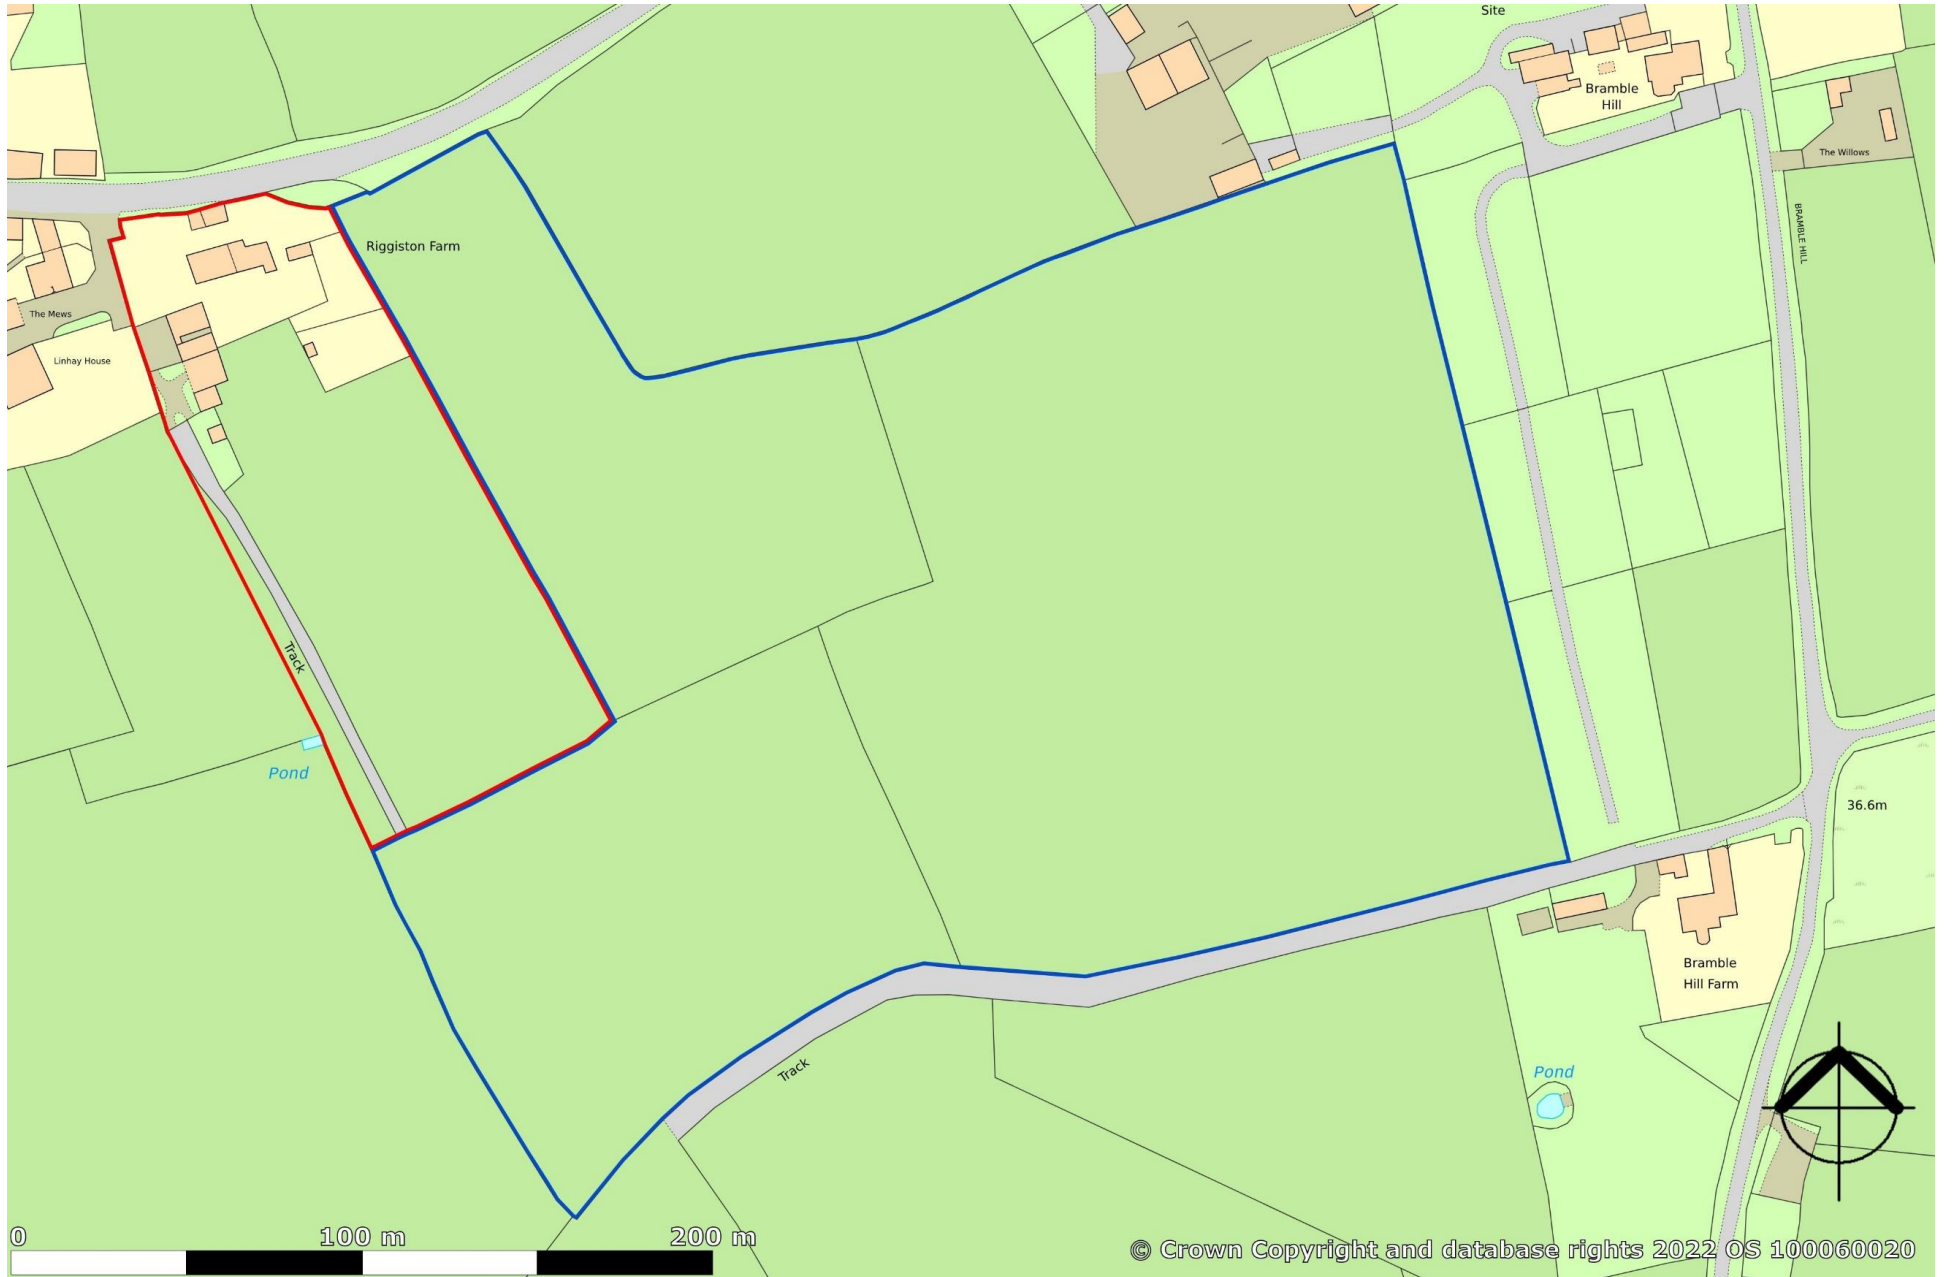 Site
Bramble
Hill
The Willows
BRAMBLE HILL
Riggiston Farm
The Mews
Linhay House
Track
Pond
36.6m
Bramble
Hill Farm
Track
Pond
0 100 m 200 m
© Crown Copyright and database rights 2022 OS 100060020